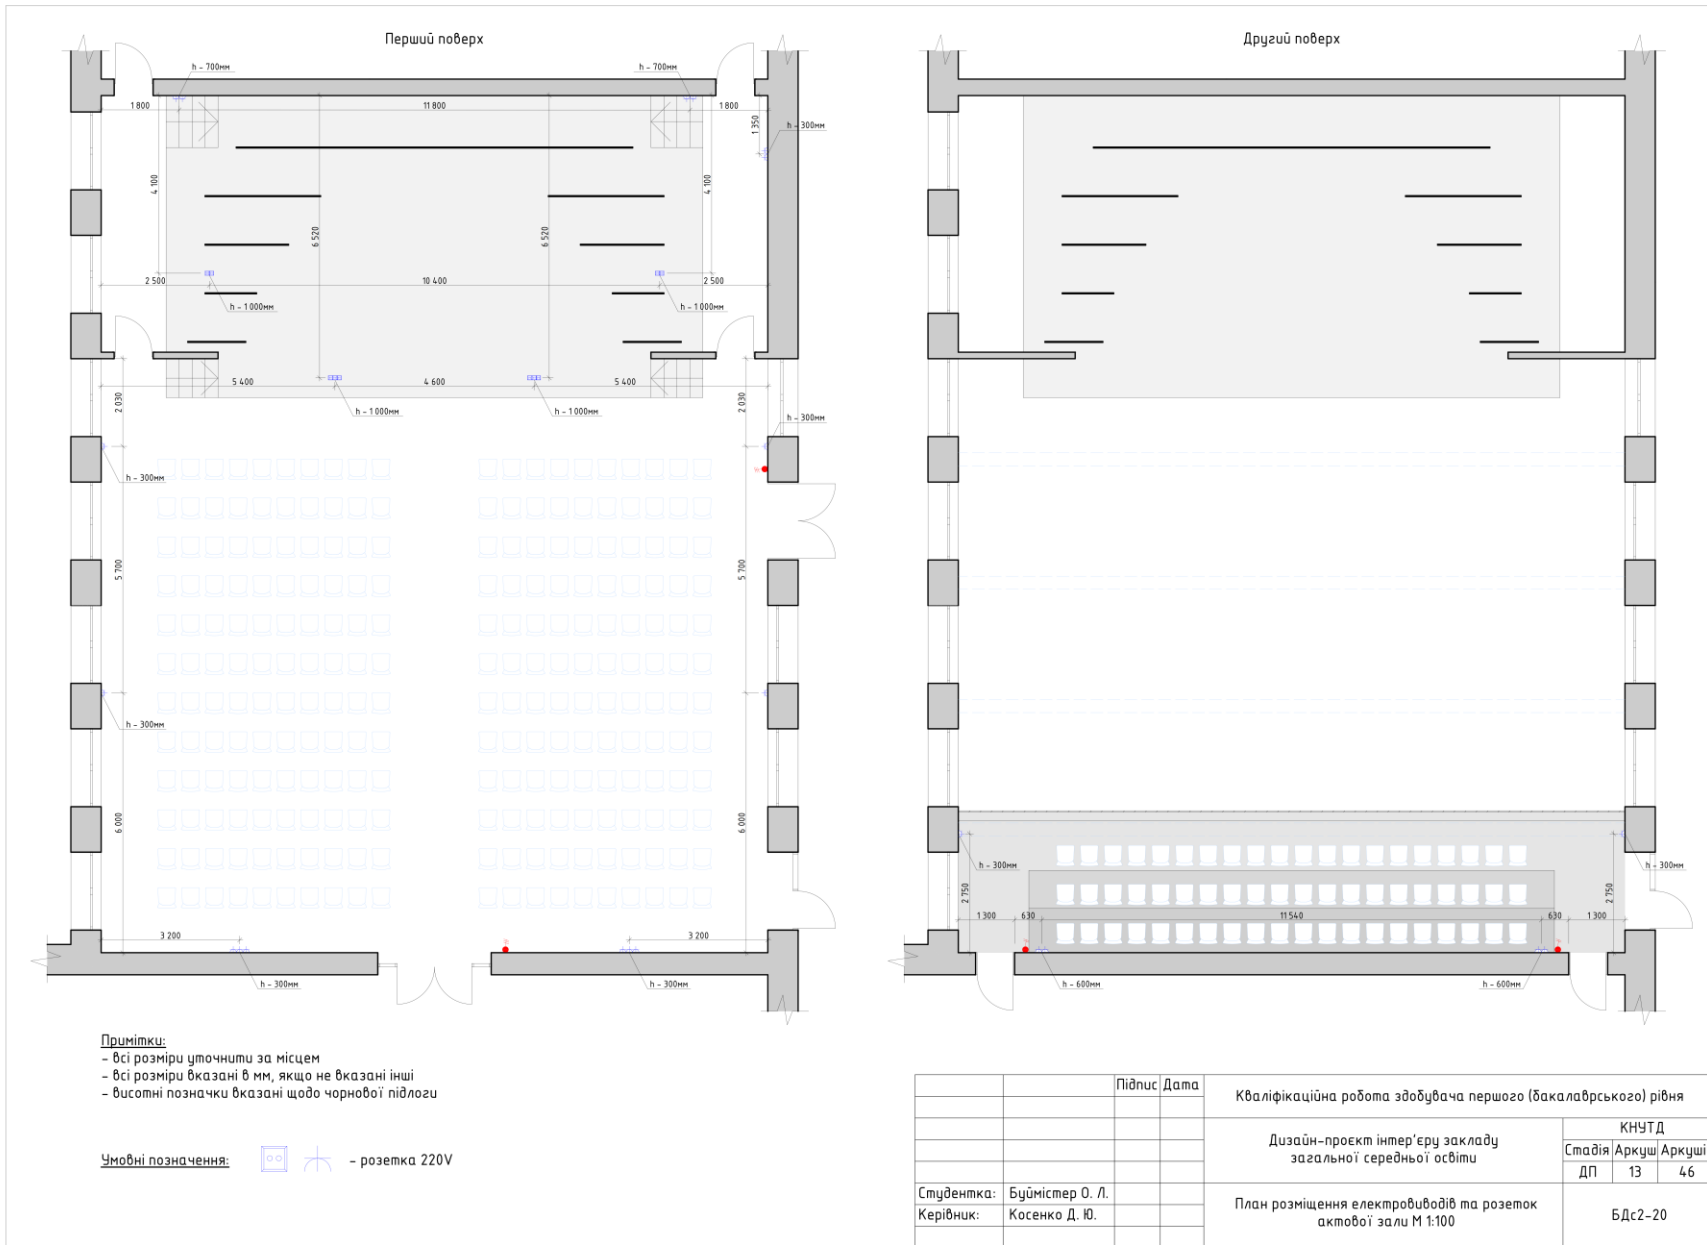 Перший поверх
h – 700мм
h – 700мм
1 800
11 800
1 800
1 350
h – 300мм
4 100
4 100
6 520
6 520
2 500
10 400
2 500
h – 1 000мм
h – 1 000мм
5 400
4 600
5 400
2 030
2 030
h – 1 000мм
h – 1 000мм
h – 300мм
h – 300мм
5 700
5 700
h – 300мм
6 000
6 000
3 200
3 200
h – 300мм
h – 300мм
Другий поверх
h – 300мм
h – 300мм
2 750
2 750
1 300
630
11 540
630
1 300
h – 600мм
h – 600мм
Примітки:
– всі розміри уточнити за місцем
– всі розміри вказані в мм, якщо не вказані інші
– висотні позначки вказані щодо чорнової підлоги
Умовні позначення:
– розетка 220V
Підпис Дата
Кваліфікаційна робота здобувача першого (бакалаврського) рівня
Дизайн-проєкт інтер'єру закладу
загальної середньої освіти
КНУТД
Стадія Аркуш Аркуші
ДП 13 46
Студентка: Буймістер О. Л.
Керівник: Косенко Д. Ю.
План розміщення електровиводів та розеток
актової зали М 1:100
БДс2-20